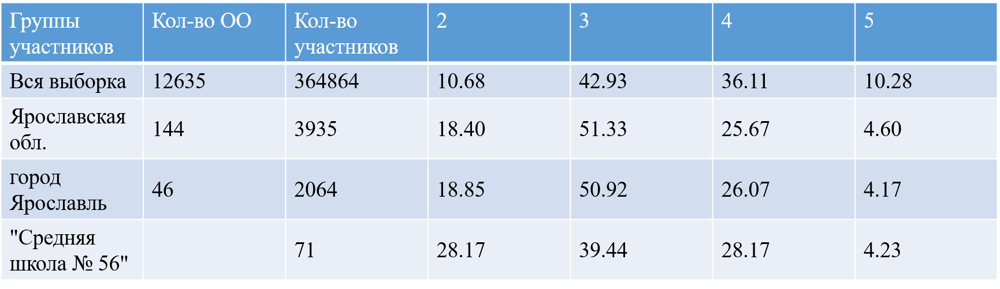 Группы участников Кол-во ОО Кол-во участников 2 3 4 5
Вся выборка 12635 364864 10.68 42.93 36.11 10.28
Ярославская обл. 144 3935 18.40 51.33 25.67 4.60
город Ярославль 46 2064 18.85 50.92 26.07 4.17
"Средняя школа № 56" 71 28.17 39.44 28.17 4.23